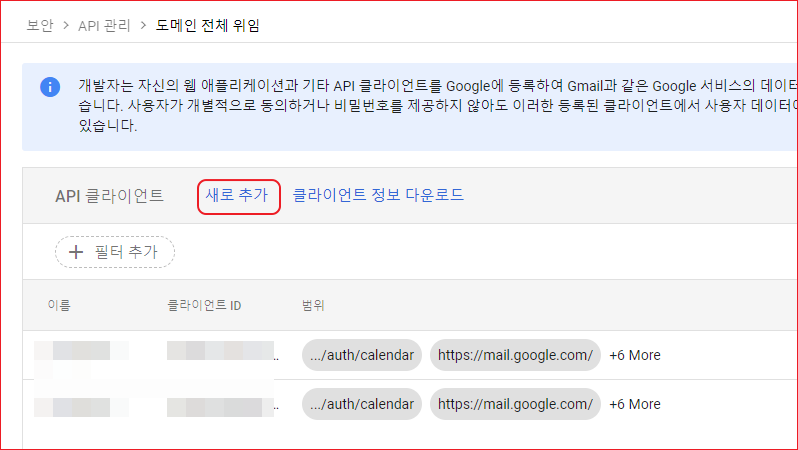 보안 > API 관리 > 도메인 전체 위임
개발자는 자신의 웹 애플리케이션과 기타 API 클라이언트를 Google에 등록하여 Gmail과 같은 Google 서비스의 데이터
습니다. 사용자가 개별적으로 동의하거나 비밀번호를 제공하지 않아도 이러한 등록된 클라이언트에서 사용자 데이터에
있습니다.
API 클라이언트 새로 추가 클라이언트 정보 다운로드
+ 필터 추가
이름 클라이언트 ID 범위
.../auth/calendar https://mail.google.com/ +6 More
.../auth/calendar https://mail.google.com/ +6 More